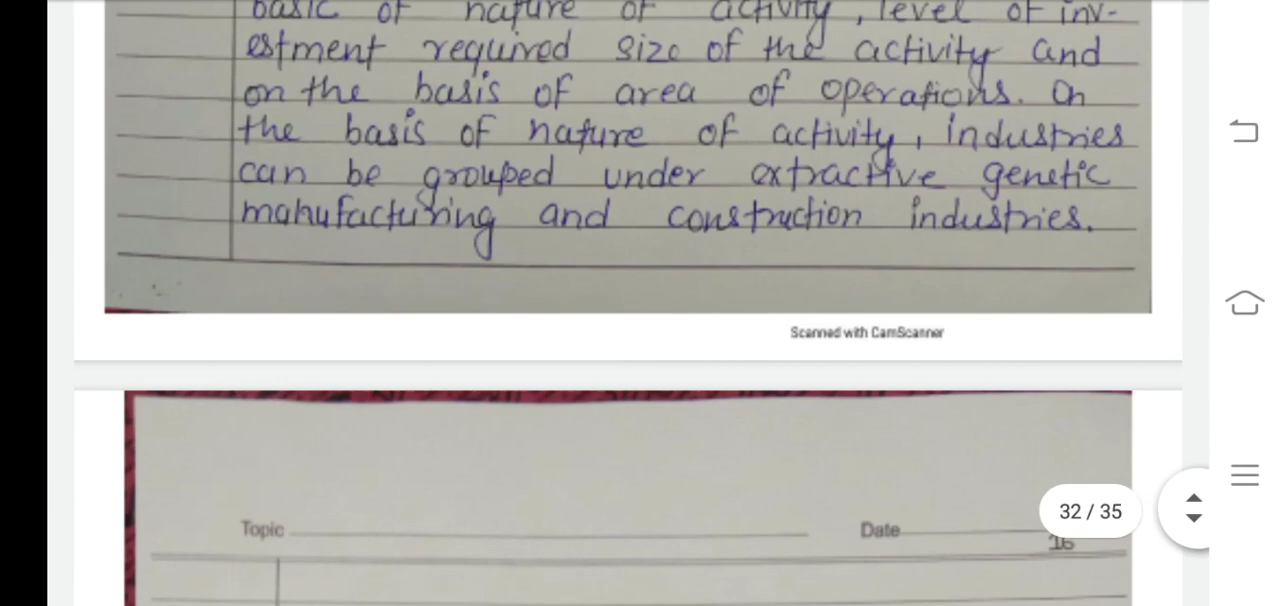 basic of nature of activity, level of inv-
estment required size of the activity and
on the basis of area of operations. On
the basis of nature of activity, industries
can be grouped under extractive genetic
manufacturing and construction industries.
Scanned with CamScanner
32 / 35
Topic Date
16